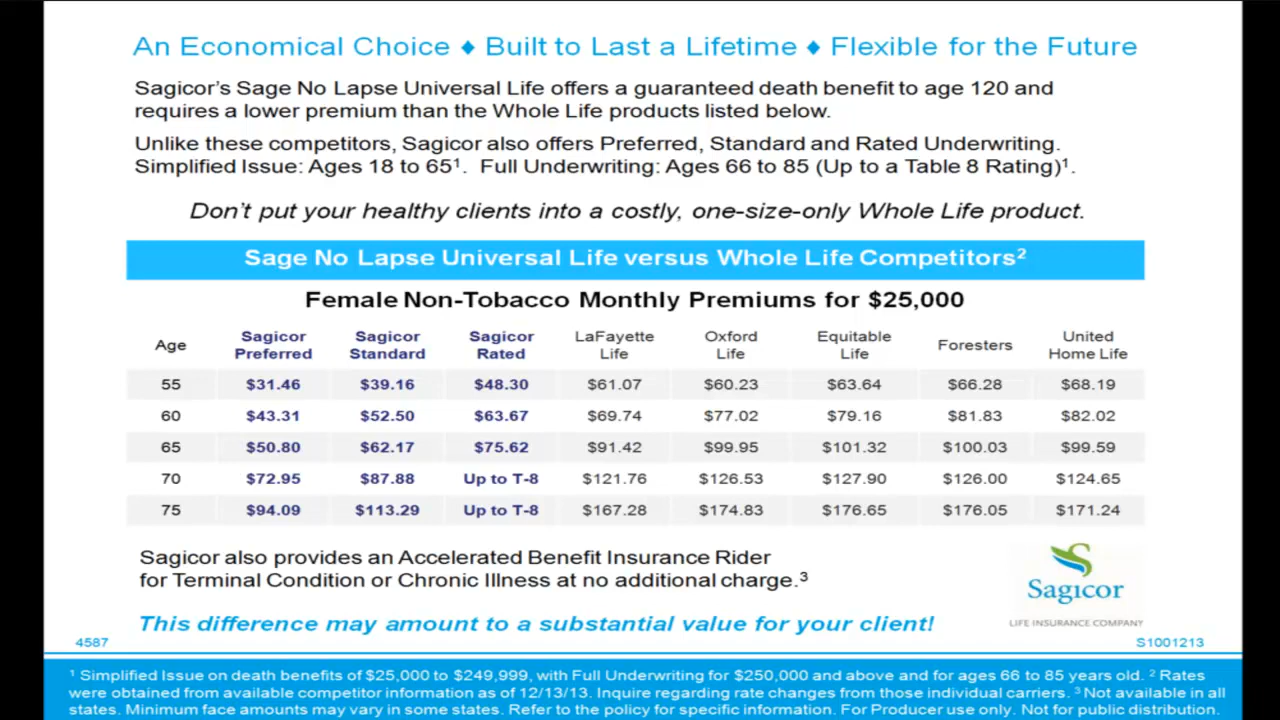 An Economical Choice ♦ Built to Last a Lifetime ♦ Flexible for the Future
Sagicor's Sage No Lapse Universal Life offers a guaranteed death benefit to age 120 and
requires a lower premium than the Whole Life products listed below.
Unlike these competitors, Sagicor also offers Preferred, Standard and Rated Underwriting.
Simplified Issue: Ages 18 to 65¹.  Full Underwriting: Ages 66 to 85 (Up to a Table 8 Rating)¹.
Don't put your healthy clients into a costly, one-size-only Whole Life product.
Sage No Lapse Universal Life versus Whole Life Competitors²
Female Non-Tobacco Monthly Premiums for $25,000
Age Sagicor Preferred Sagicor Standard Sagicor Rated LaFayette Life Oxford Life Equitable Life Foresters United Home Life
55 $31.46 $39.16 $48.30 $61.07 $60.23 $63.64 $66.28 $68.19
60 $43.31 $52.50 $63.67 $69.74 $77.02 $79.16 $81.83 $82.02
65 $50.80 $62.17 $75.62 $91.42 $99.95 $101.32 $100.03 $99.59
70 $72.95 $87.88 Up to T-8 $121.76 $126.53 $127.90 $126.00 $124.65
75 $94.09 $113.29 Up to T-8 $167.28 $174.83 $176.65 $176.05 $171.24
Sagicor also provides an Accelerated Benefit Insurance Rider
for Terminal Condition or Chronic Illness at no additional charge.³
This difference may amount to a substantial value for your client!
Sagicor
LIFE INSURANCE COMPANY
4587
S1001213
¹ Simplified Issue on death benefits of $25,000 to $249,999, with Full Underwriting for $250,000 and above and for ages 66 to 85 years old. ² Rates
were obtained from available competitor information as of 12/13/13. Inquire regarding rate changes from those individual carriers. ³ Not available in all
states. Minimum face amounts may vary in some states. Refer to the policy for specific information. For Producer use only. Not for public distribution.